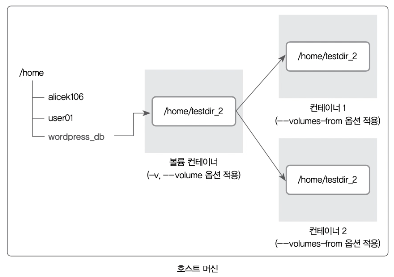 /home
alicek106
user01
wordpress_db
/home/testdir_2
볼륨 컨테이너
(-v, --volume 옵션 적용)
/home/testdir_2
컨테이너 1
(--volumes-from 옵션 적용)
/home/testdir_2
컨테이너 2
(--volumes-from 옵션 적용)
호스트 머신